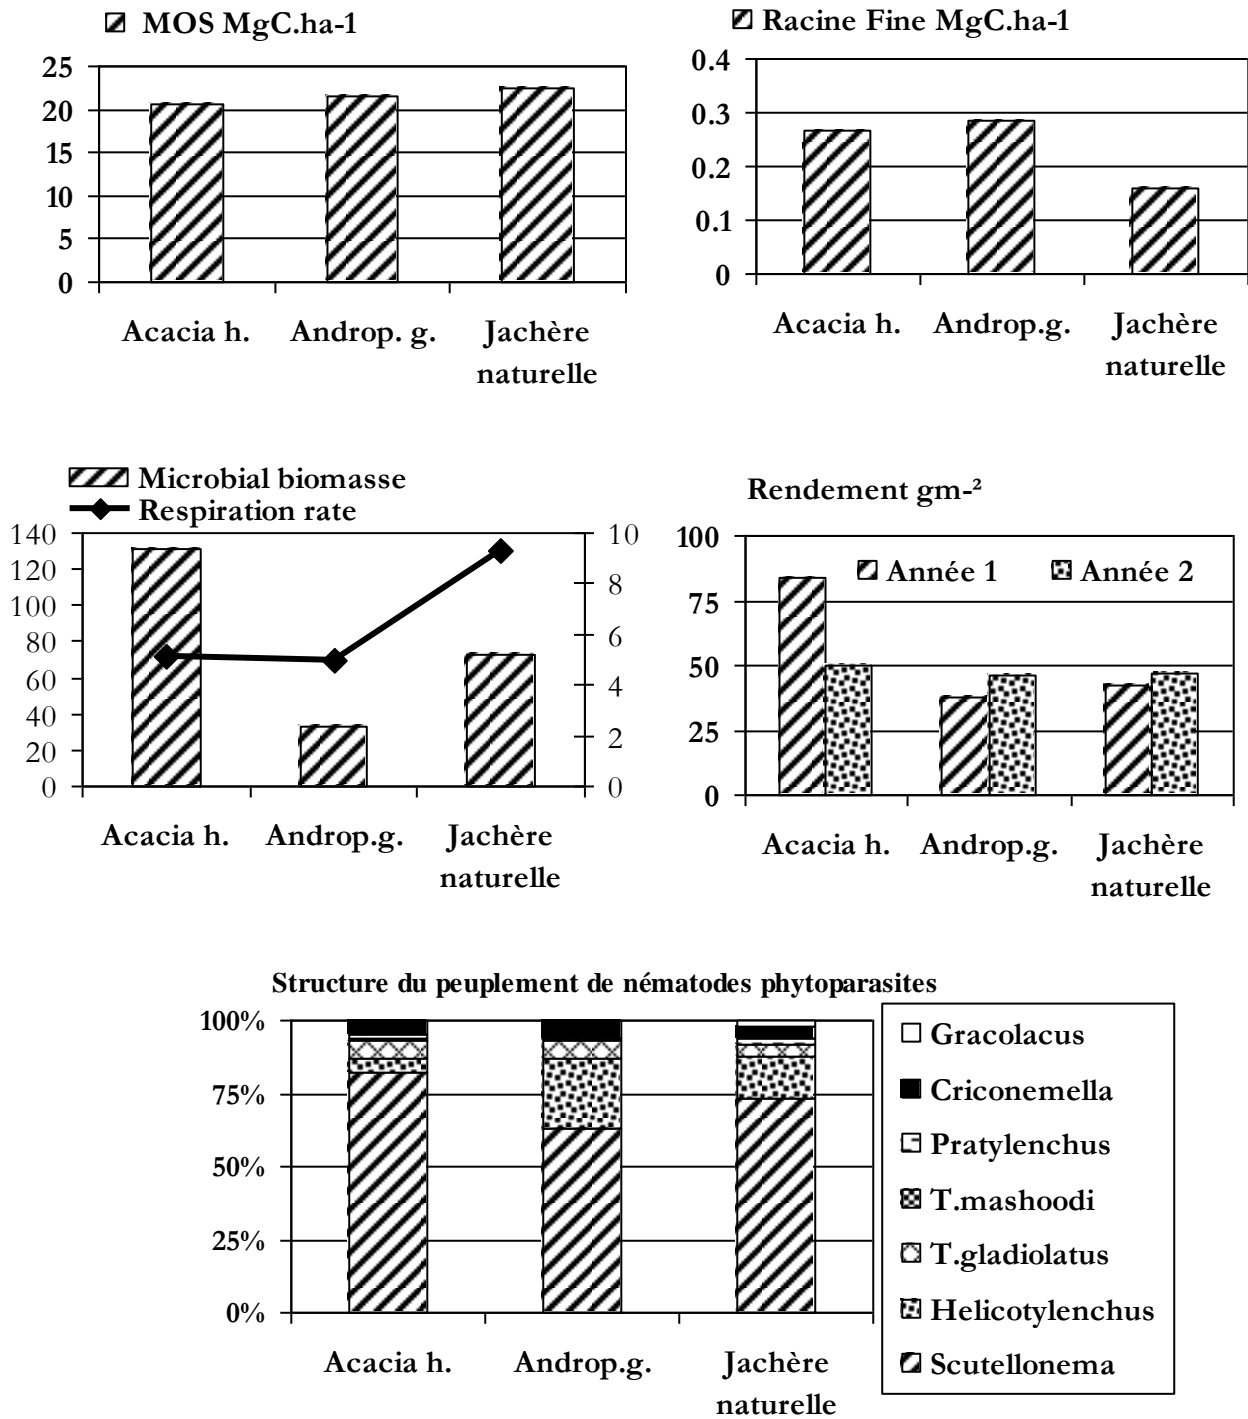 MOS MgC.ha-1
25
20
15
10
5
0
Acacia h. Androp. g. Jachère
naturelle
Racine Fine MgC.ha-1
0.4
0.3
0.2
0.1
0
Acacia h. Androp.g. Jachère
naturelle
Microbial biomasse
Respiration rate
140
120
100
80
60
40
20
0
10
8
6
4
2
0
Acacia h. Androp.g. Jachère
naturelle
Rendement gm-²
100
75
50
25
0
Année 1 Année 2
Acacia h. Androp.g. Jachère
naturelle
Structure du peuplement de nématodes phytoparasites
100%
75%
50%
25%
0%
Acacia h. Androp.g. Jachère
naturelle
Gracolacus
Criconemella
Pratylenchus
T.mashoodi
T.gladiolatus
Helicotylenchus
Scutellonema